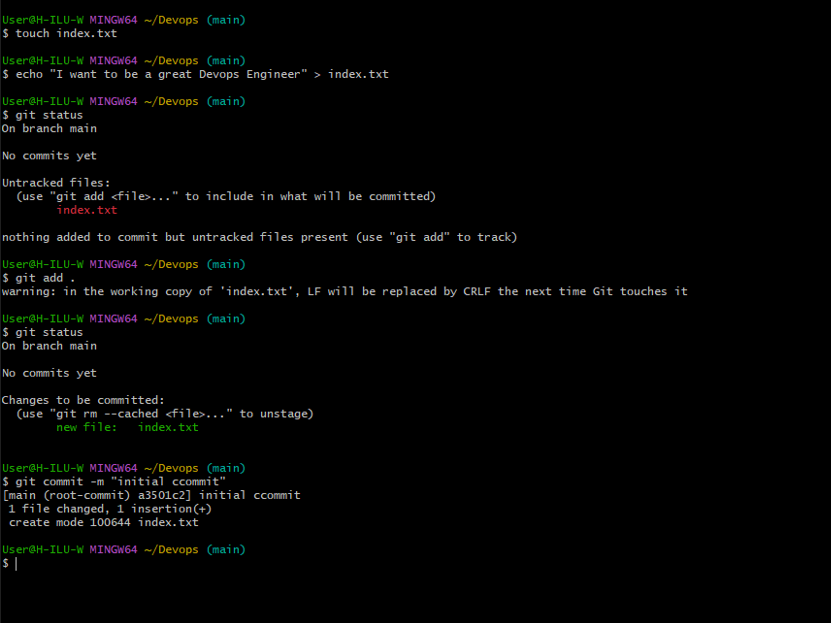 User@H-ILU-W MINGW64 ~/Devops (main)
$ touch index.txt
User@H-ILU-W MINGW64 ~/Devops (main)
$ echo "I want to be a great Devops Engineer" > index.txt
User@H-ILU-W MINGW64 ~/Devops (main)
$ git status
On branch main
No commits yet
Untracked files:
  (use "git add <file>..." to include in what will be committed)
        index.txt
nothing added to commit but untracked files present (use "git add" to track)
User@H-ILU-W MINGW64 ~/Devops (main)
$ git add .
warning: in the working copy of 'index.txt', LF will be replaced by CRLF the next time Git touches it
User@H-ILU-W MINGW64 ~/Devops (main)
$ git status
On branch main
No commits yet
Changes to be committed:
  (use "git rm --cached <file>..." to unstage)
        new file:   index.txt
User@H-ILU-W MINGW64 ~/Devops (main)
$ git commit -m "initial ccommit"
[main (root-commit) a3501c2] initial ccommit
 1 file changed, 1 insertion(+)
 create mode 100644 index.txt
User@H-ILU-W MINGW64 ~/Devops (main)
$